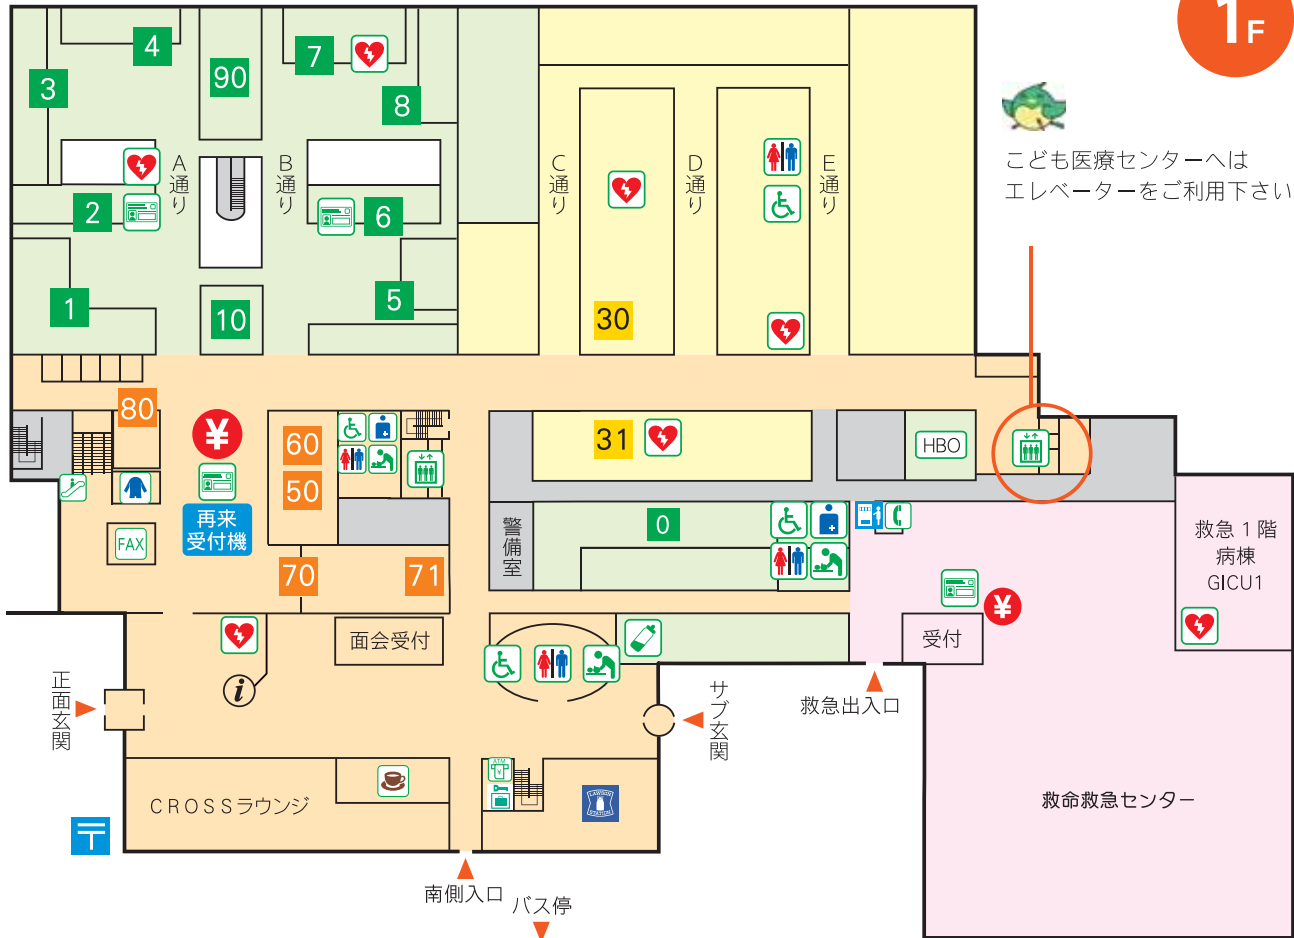 1F
4
7
3
90
8
こども医療センターへは
エレベーターをご利用下さい
A通り
B通り
C通り
D通り
E通り
2
6
1
10
5
30
80
¥
60
50
31
HBO
再来
受付機
FAX
警備室
0
救急1階
病棟
GICU1
70
71
¥
面会受付
受付
i
正面玄関
サブ玄関
救急出入口
ATM
¥
CROSSラウンジ
LAWSON
STATION
救命救急センター
〒
南側入口
バス停